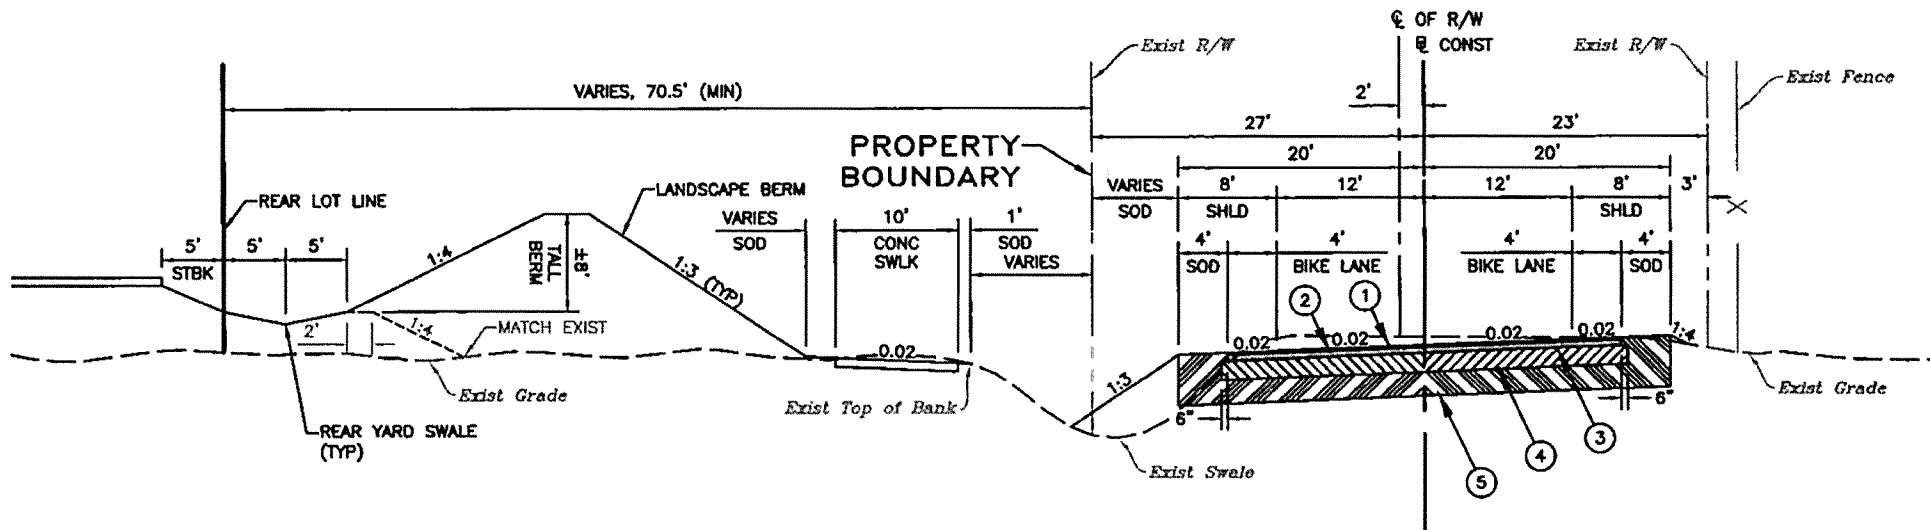 ℄ OF R/W
Exist R/W
B CONST
Exist R/W
Exist Fence
VARIES, 70.5' (MIN)
2'
27'
23'
PROPERTY
BOUNDARY
20'
20'
REAR LOT LINE
LANDSCAPE BERM
VARIES
SOD
8'
SHLD
12'
12'
8'
SHLD
3'
X
VARIES
SOD
10'
CONC
SWLK
1'
SOD
VARIES
5'
STBK
5'
5'
4'
SOD
4'
BIKE LANE
4'
BIKE LANE
4'
SOD
1:4
±8'
TALL
BERM
1:3 (TYP)
2
1
2'
1:4
MATCH EXIST
0.02
0.02
0.02
0.02
0.02
1:4
Exist Grade
Exist Top of Bank
1:3
6"
6"
Exist Grade
REAR YARD SWALE
(TYP)
Exist Swale
3
4
5